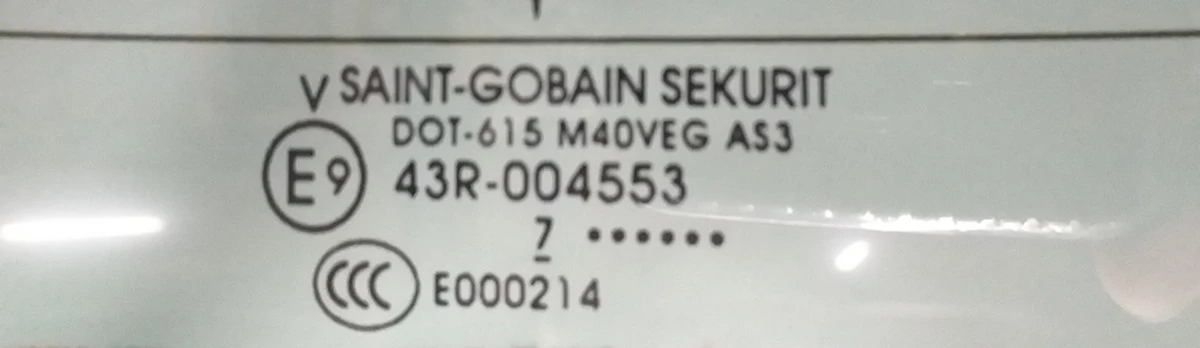 V SAINT-GOBAIN SEKURIT
DOT-615 M40VEG AS3
E9 43R-004553
7 ••••••
CCC E000214